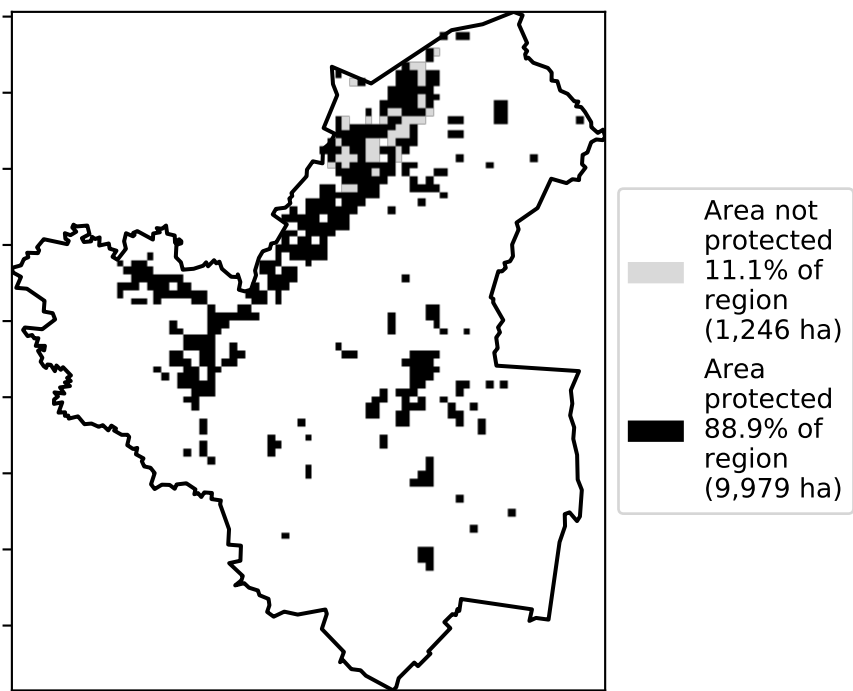 Area not
protected
11.1% of
region
(1,246 ha)
Area
protected
88.9% of
region
(9,979 ha)